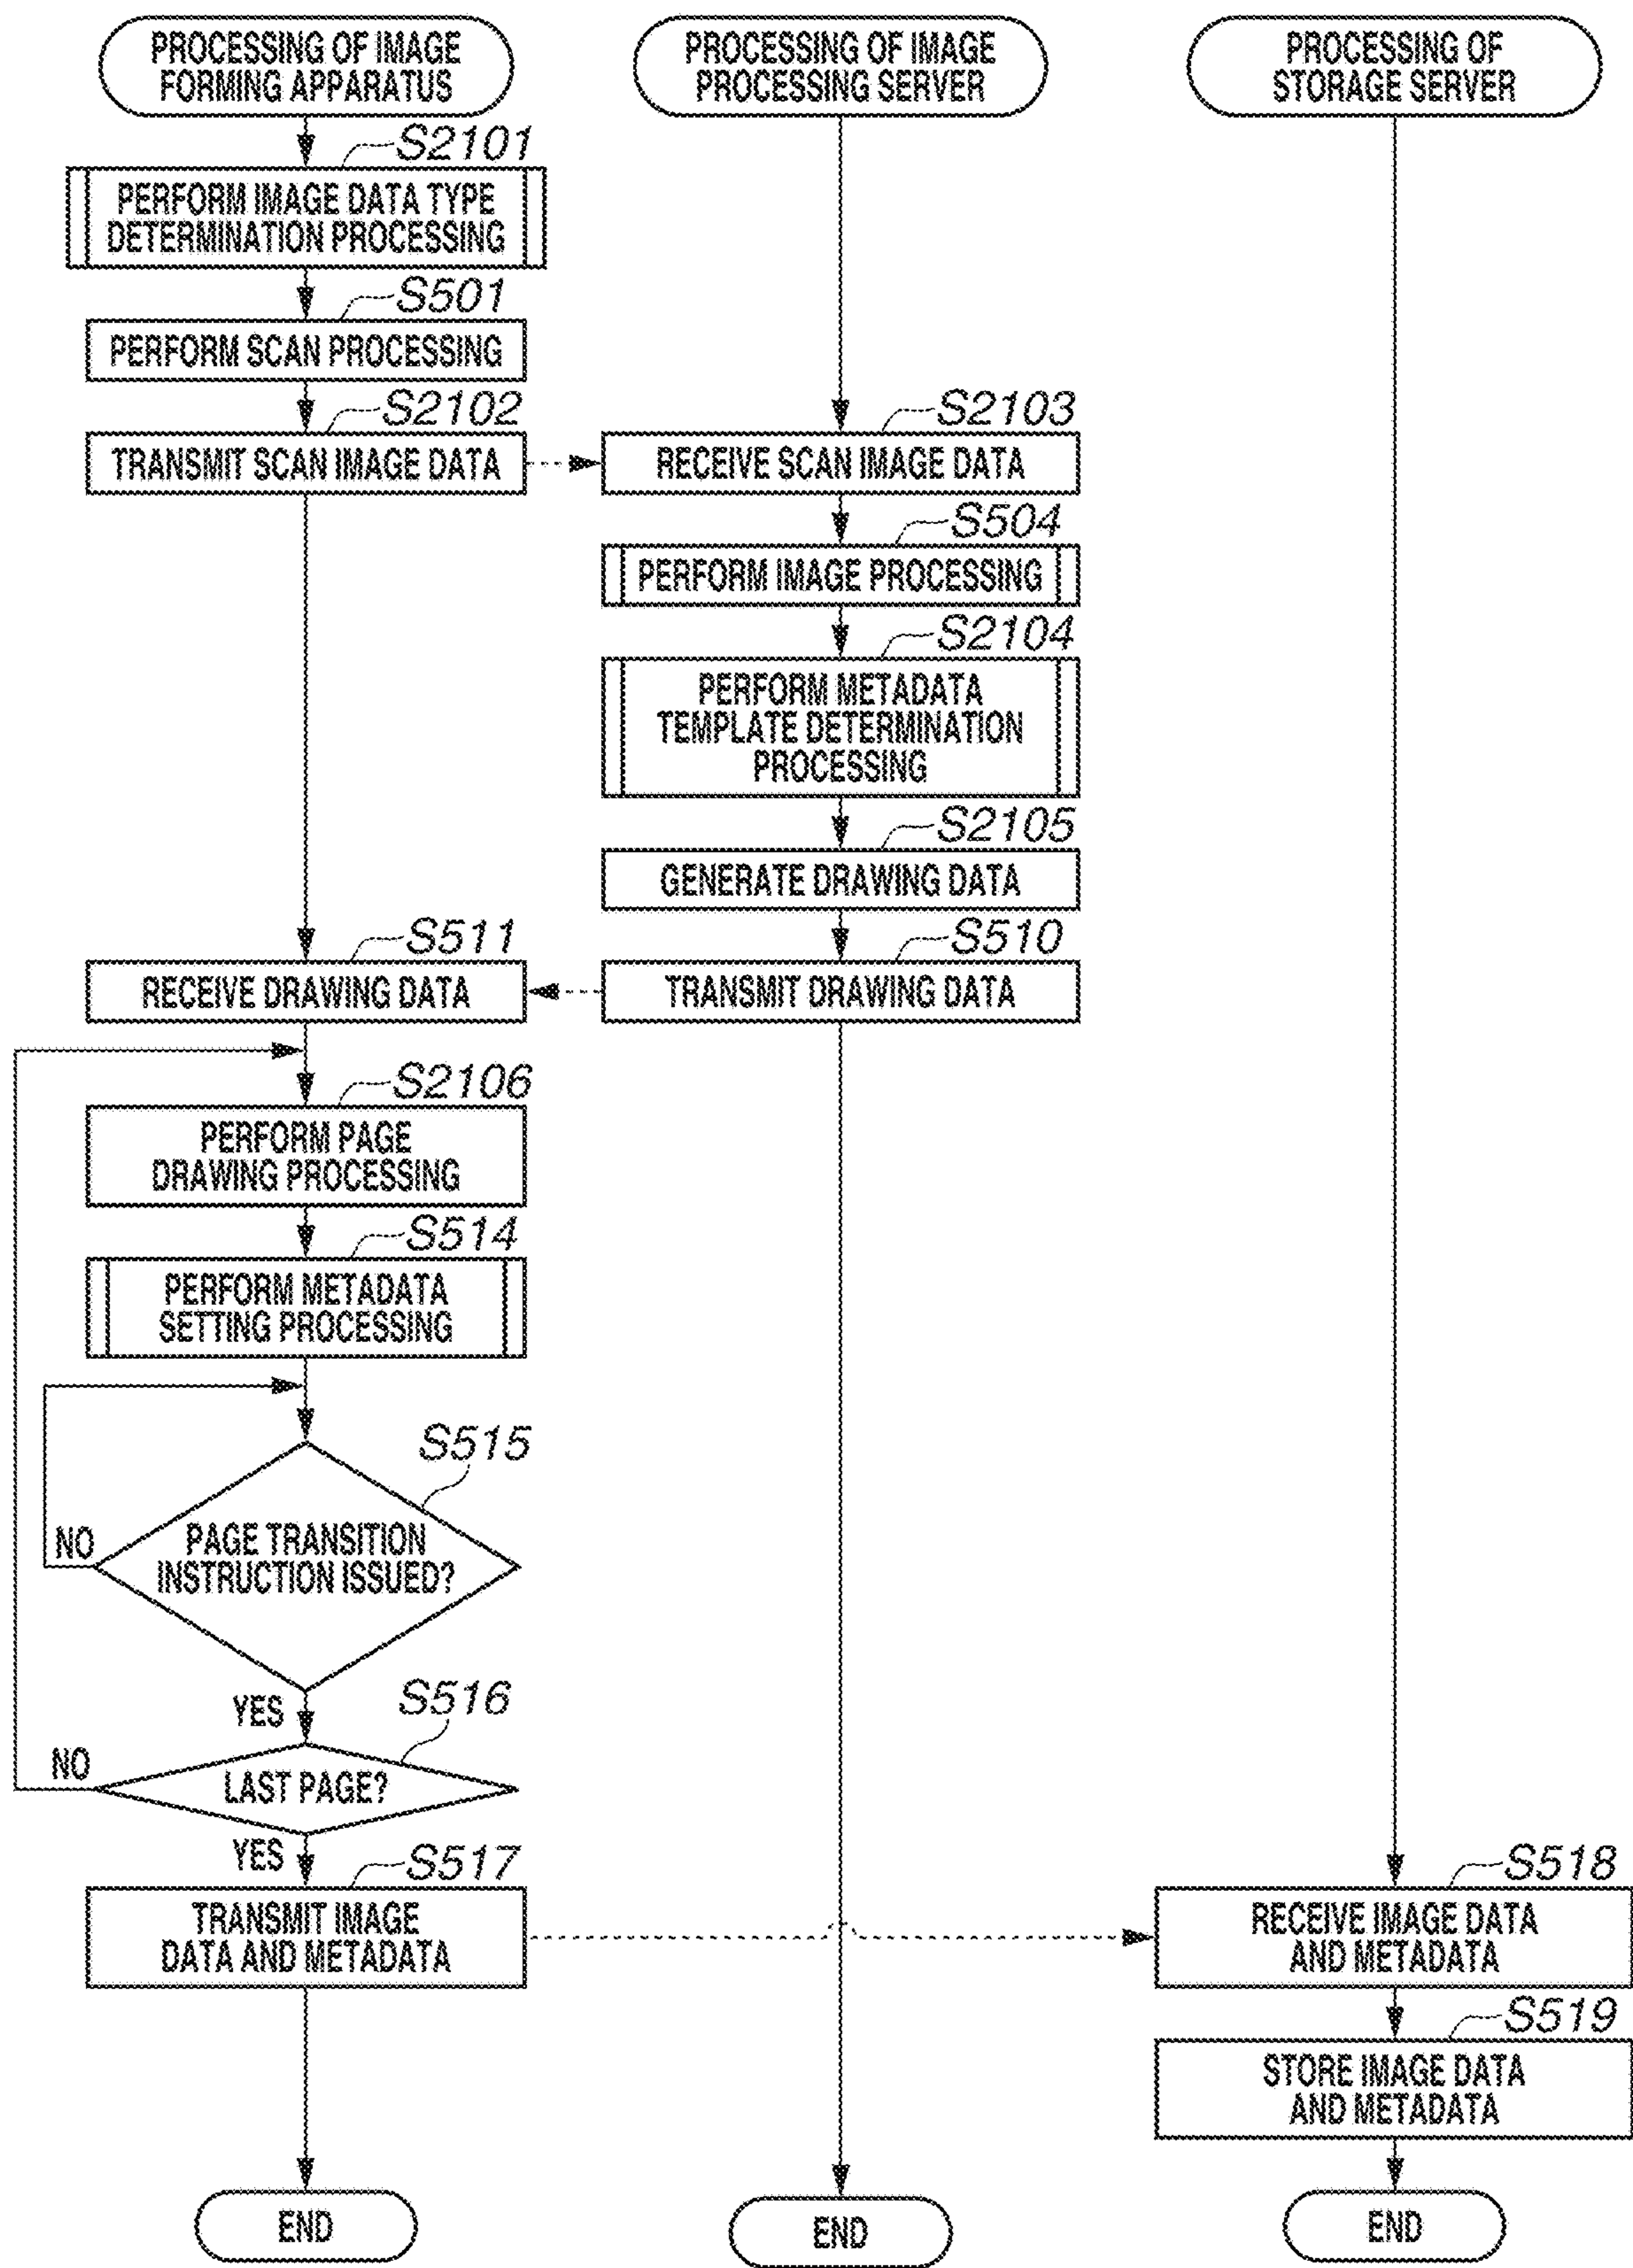 PROCESSING OF IMAGE
FORMING APPARATUS
PROCESSING OF IMAGE
PROCESSING SERVER
PROCESSING OF
STORAGE SERVER
S2101
PERFORM IMAGE DATA TYPE
DETERMINATION PROCESSING
S501
PERFORM SCAN PROCESSING
S2102
TRANSMIT SCAN IMAGE DATA
S2103
RECEIVE SCAN IMAGE DATA
S504
PERFORM IMAGE PROCESSING
S2104
PERFORM METADATA
TEMPLATE DETERMINATION
PROCESSING
S2105
GENERATE DRAWING DATA
S511
RECEIVE DRAWING DATA
S510
TRANSMIT DRAWING DATA
S2106
PERFORM PAGE
DRAWING PROCESSING
S514
PERFORM METADATA
SETTING PROCESSING
S515
NO
PAGE TRANSITION
INSTRUCTION ISSUED?
YES
S516
NO
LAST PAGE?
YES
S517
TRANSMIT IMAGE
DATA AND METADATA
S518
RECEIVE IMAGE DATA
AND METADATA
S519
STORE IMAGE DATA
AND METADATA
END
END
END